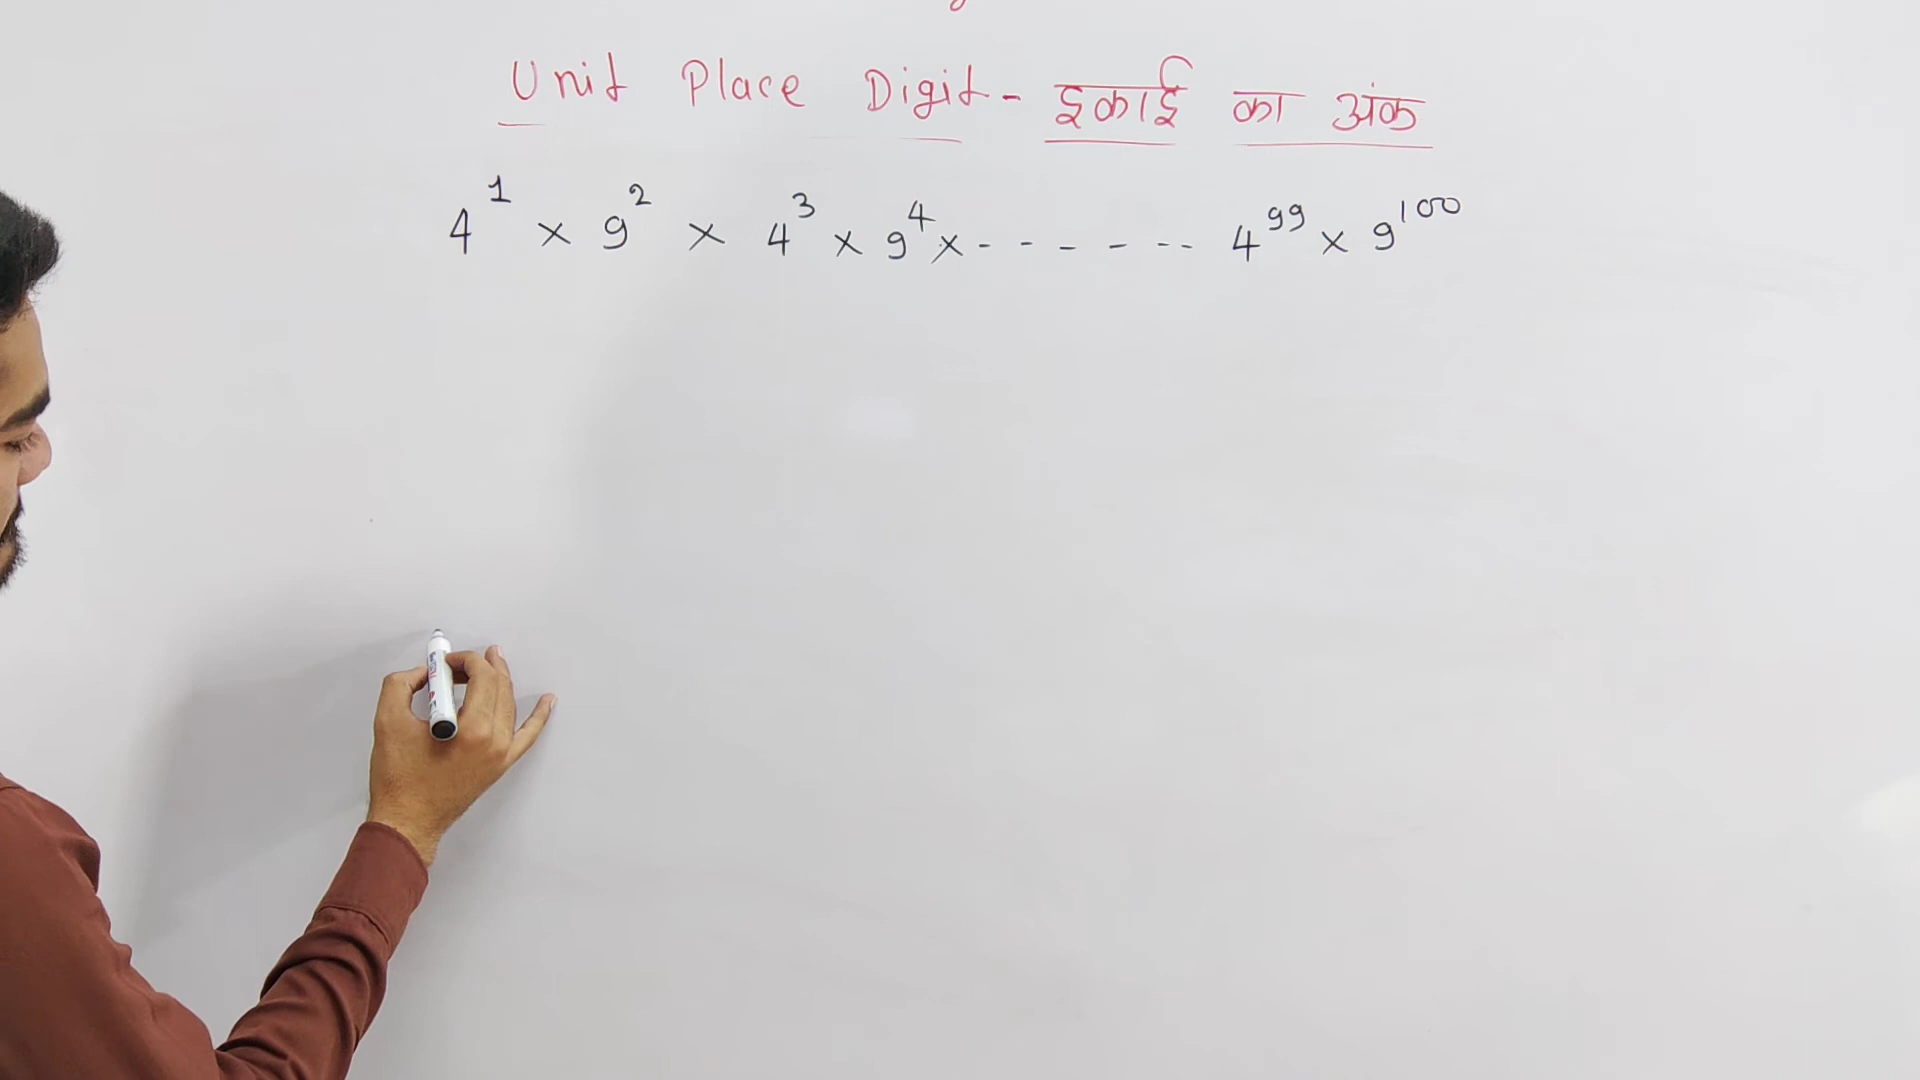 Unit Place Digit - इकाई का अंक
4¹ × 9² × 4³ × 9⁴ × - - - - - - 4⁹⁹ × 9¹⁰⁰